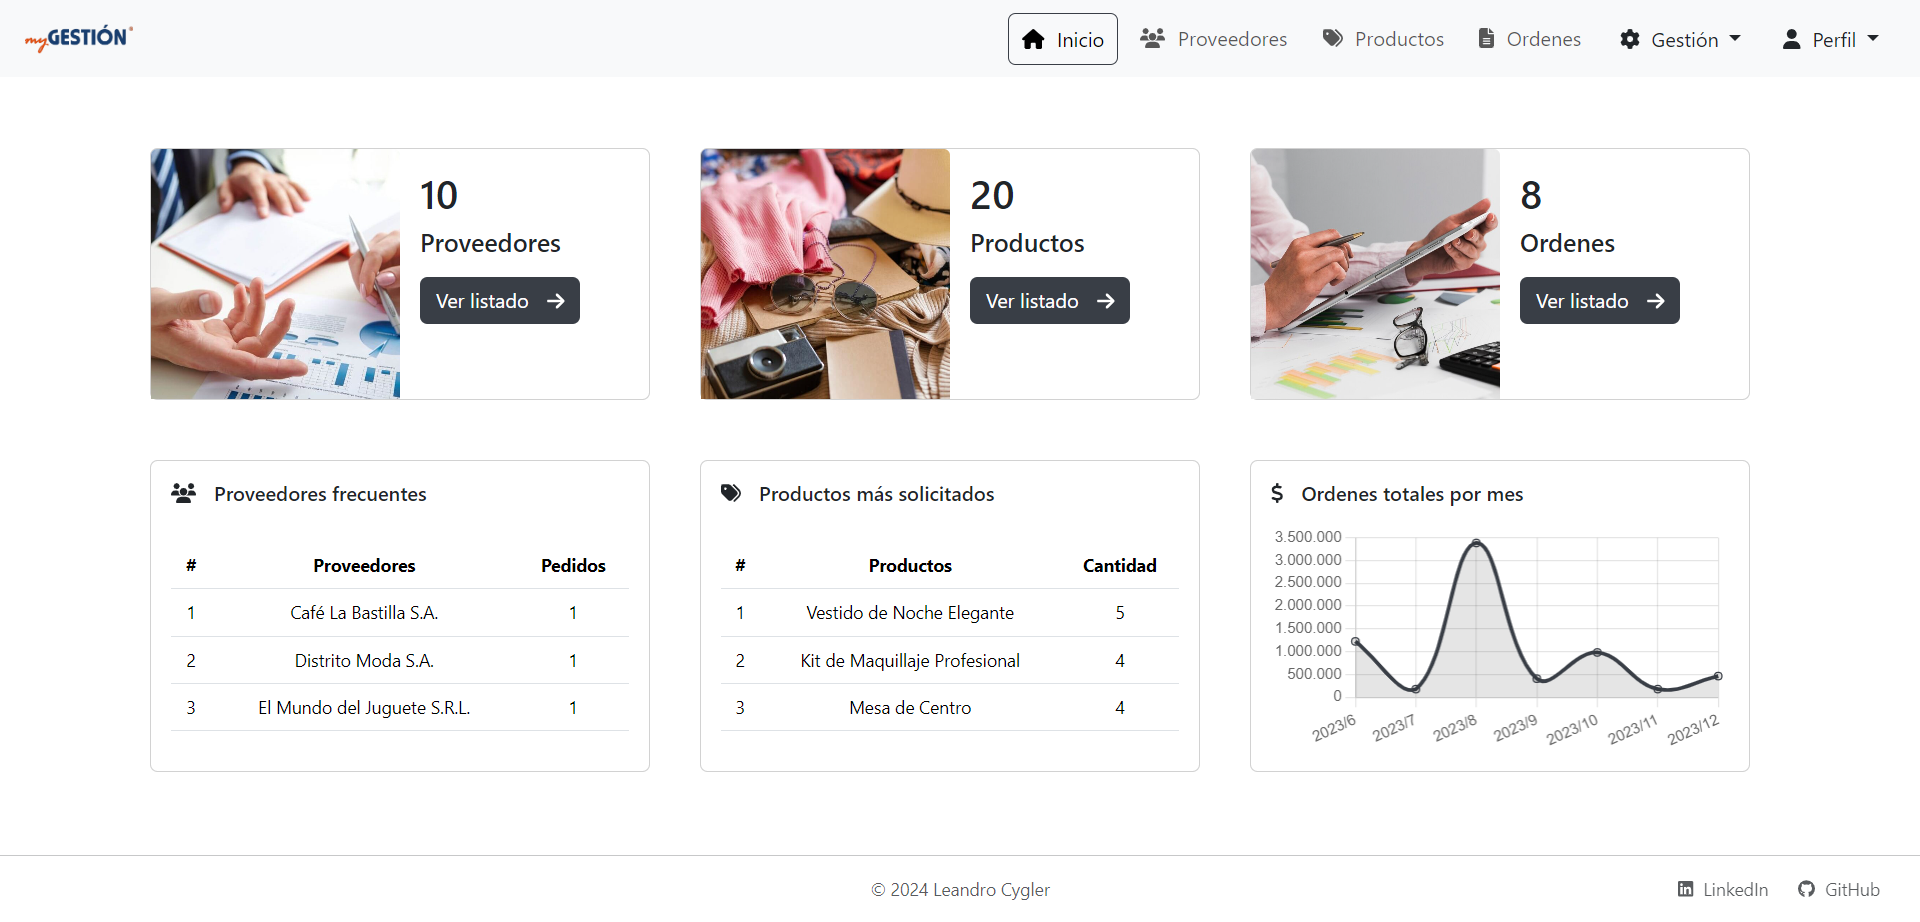 myGESTIÓN
Inicio
Proveedores
Productos
Ordenes
Gestión
Perfil
10
Proveedores
Ver listado
20
Productos
Ver listado
8
Ordenes
Ver listado
Proveedores frecuentes
# Proveedores Pedidos
1 Café La Bastilla S.A. 1
2 Distrito Moda S.A. 1
3 El Mundo del Juguete S.R.L. 1
Productos más solicitados
# Productos Cantidad
1 Vestido de Noche Elegante 5
2 Kit de Maquillaje Profesional 4
3 Mesa de Centro 4
$ Ordenes totales por mes
3.500.000
3.000.000
2.500.000
2.000.000
1.500.000
1.000.000
500.000
0
2023/6 2023/7 2023/8 2023/9 2023/10 2023/11 2023/12
© 2024 Leandro Cygler
LinkedIn
GitHub